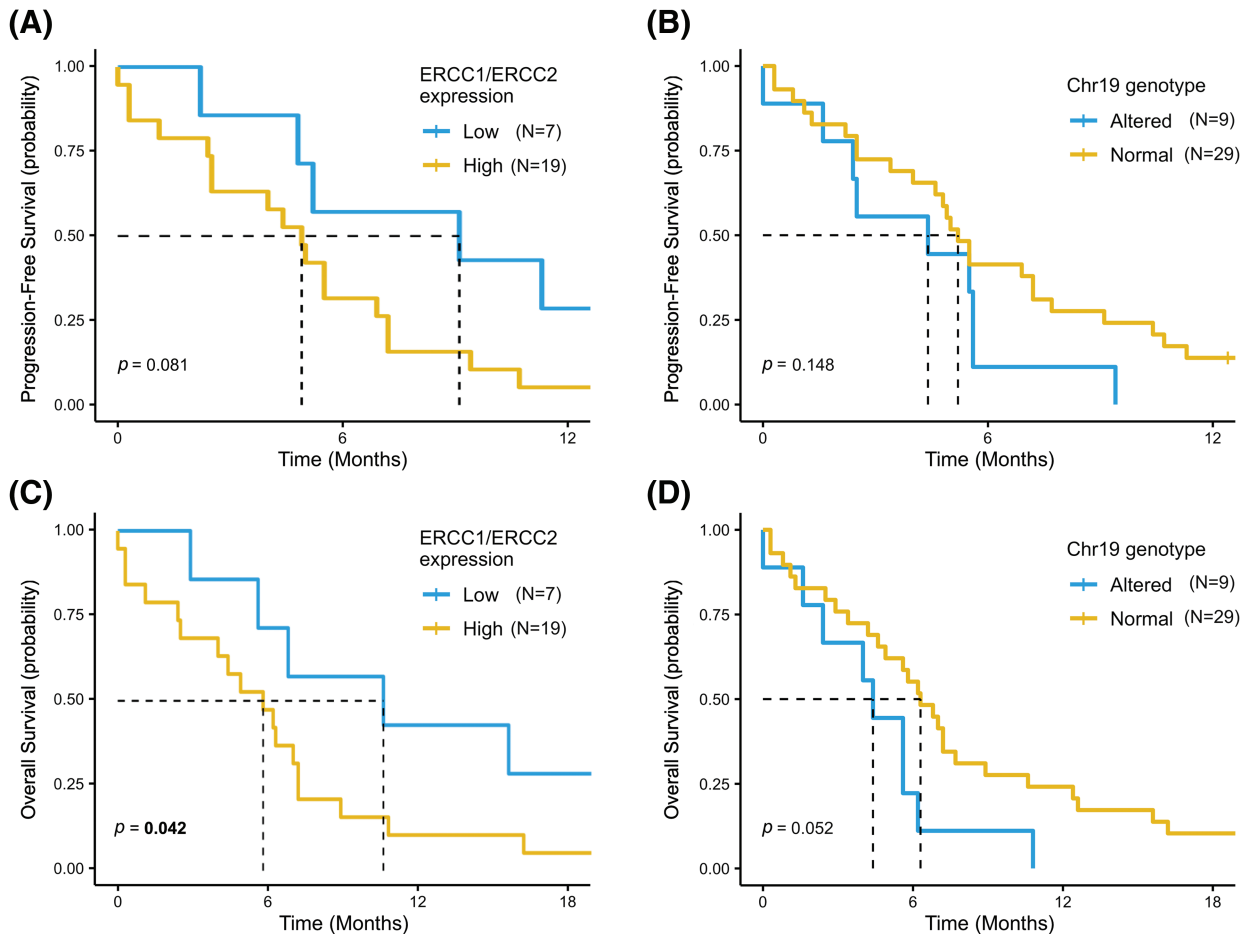 (A)
Progression-Free Survival (probability)
1.00
0.75
0.50
0.25
0.00
ERCC1/ERCC2
expression
Low (N=7)
High (N=19)
p = 0.081
0 6 12
Time (Months)
(B)
Progression-Free Survival (probability)
1.00
0.75
0.50
0.25
0.00
Chr19 genotype
Altered (N=9)
Normal (N=29)
p = 0.148
0 6 12
Time (Months)
(C)
Overall Survival (probability)
1.00
0.75
0.50
0.25
0.00
ERCC1/ERCC2
expression
Low (N=7)
High (N=19)
p = 0.042
0 6 12 18
Time (Months)
(D)
Overall Survival (probability)
1.00
0.75
0.50
0.25
0.00
Chr19 genotype
Altered (N=9)
Normal (N=29)
p = 0.052
0 6 12 18
Time (Months)